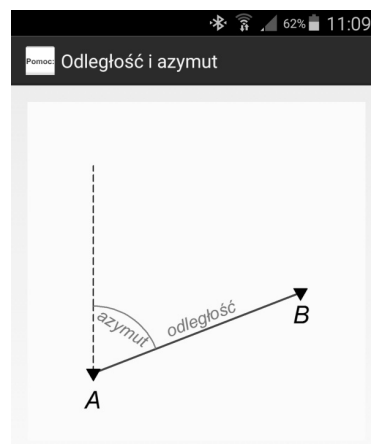 62% 11:09
Pomoc: Odległość i azymut
azymut
odległość
B
A